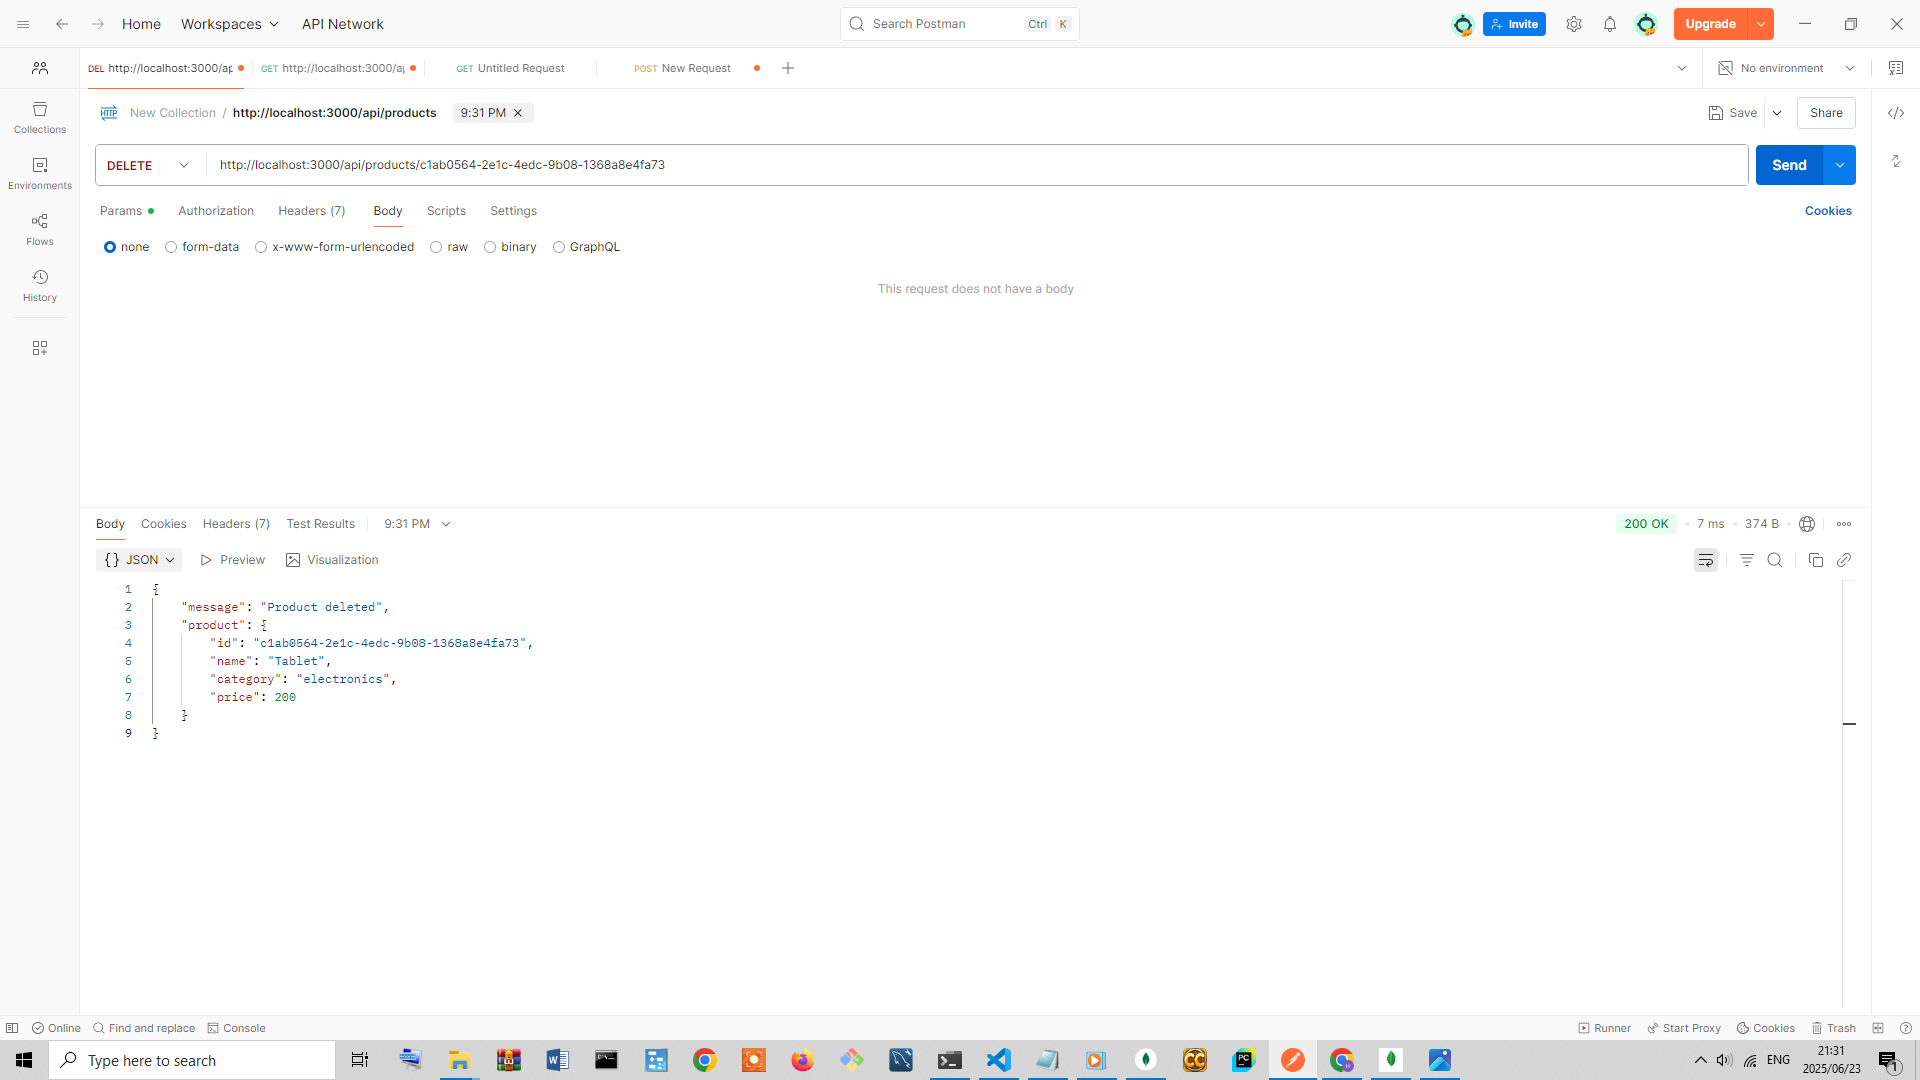 Home Workspaces API Network Search Postman Ctrl K Invite Upgrade
DEL http://localhost:3000/ap GET http://localhost:3000/a GET Untitled Request POST New Request No environment
New Collection / http://localhost:3000/api/products 9:31 PM Save Share
Collections
DELETE http://localhost:3000/api/products/c1ab0564-2e1c-4edc-9b08-1368a8e4fa73 Send
Environments
Params Authorization Headers (7) Body Scripts Settings Cookies
Flows
none form-data x-www-form-urlencoded raw binary GraphQL
This request does not have a body
History
Body Cookies Headers (7) Test Results 9:31 PM 200 OK 7 ms 374 B
{} JSON Preview Visualization
1 {
2 "message": "Product deleted",
3 "product": {
4 "id": "c1ab0564-2e1c-4edc-9b08-1368a8e4fa73",
5 "name": "Tablet",
6 "category": "electronics",
7 "price": 200
8 }
9 }
Online Find and replace Console Runner Start Proxy Cookies Trash
Type here to search ENG 21:31
2025/06/23 1